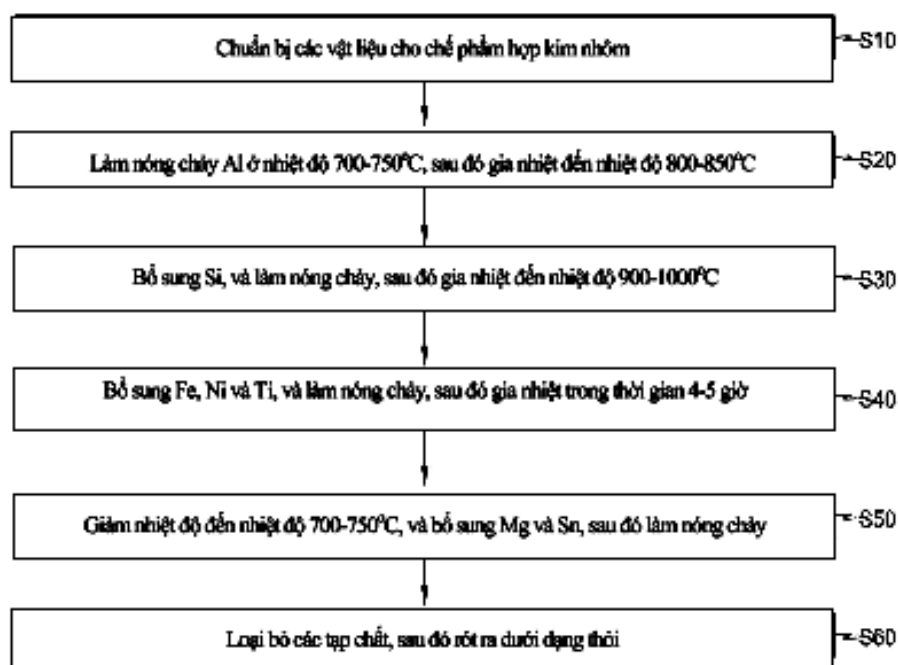 Chuẩn bị các vật liệu cho chế phẩm hợp kim nhôm
S10
Làm nóng chảy Al ở nhiệt độ 700-750⁰C, sau đó gia nhiệt đến nhiệt độ 800-850⁰C
S20
Bổ sung Si, và làm nóng chảy, sau đó gia nhiệt đến nhiệt độ 900-1000⁰C
S30
Bổ sung Fe, Ni và Ti, và làm nóng chảy, sau đó gia nhiệt trong thời gian 4-5 giờ
S40
Giảm nhiệt độ đến nhiệt độ 700-750⁰C, và bổ sung Mg và Sn, sau đó làm nóng chảy
S50
Loại bỏ các tạp chất, sau đó rót ra dưới dạng thỏi
S60